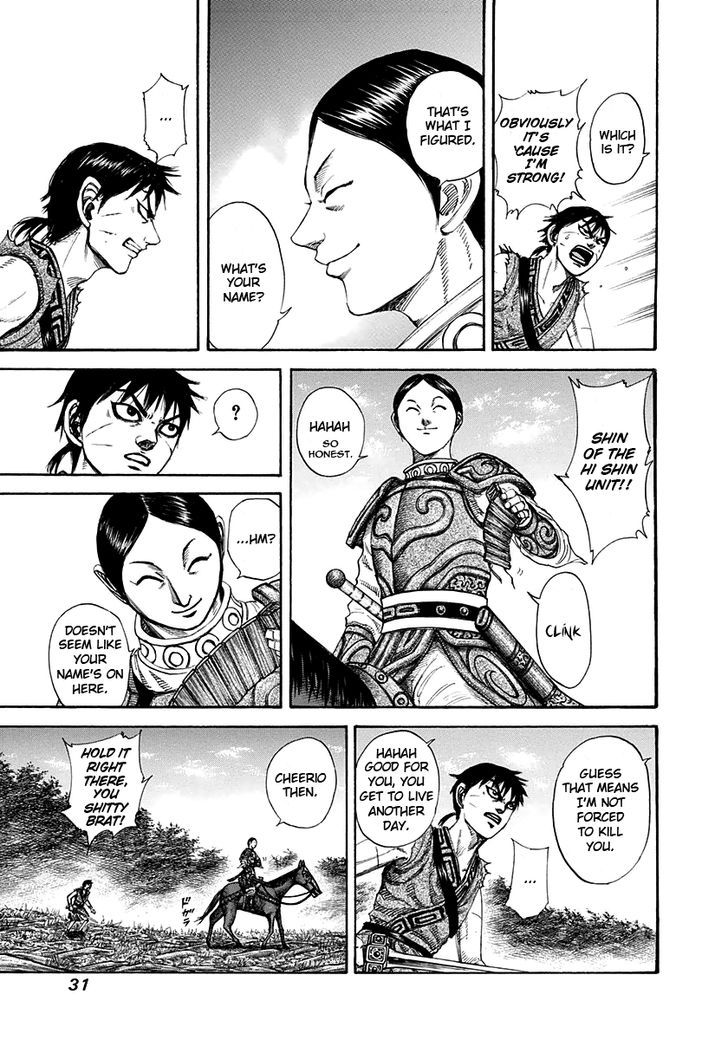 WHICH
IS IT?
OBVIOUSLY
IT'S
'CAUSE
I'M
STRONG!
THAT'S
WHAT I
FIGURED.
WHAT'S
YOUR
NAME?
...
SHIN
OF THE
HI SHIN
UNIT!!
HAHAH
SO
HONEST.
CLINK
?
...HM?
DOESN'T
SEEM LIKE
YOUR
NAME'S ON
HERE.
GUESS
THAT MEANS
I'M NOT
FORCED
TO KILL
YOU.
HAHAH
GOOD FOR
YOU, YOU
GET TO LIVE
ANOTHER
DAY.
...
CHEERIO
THEN.
HOLD IT
RIGHT
THERE,
YOU
SHITTY
BRAT!
ドガラ
31